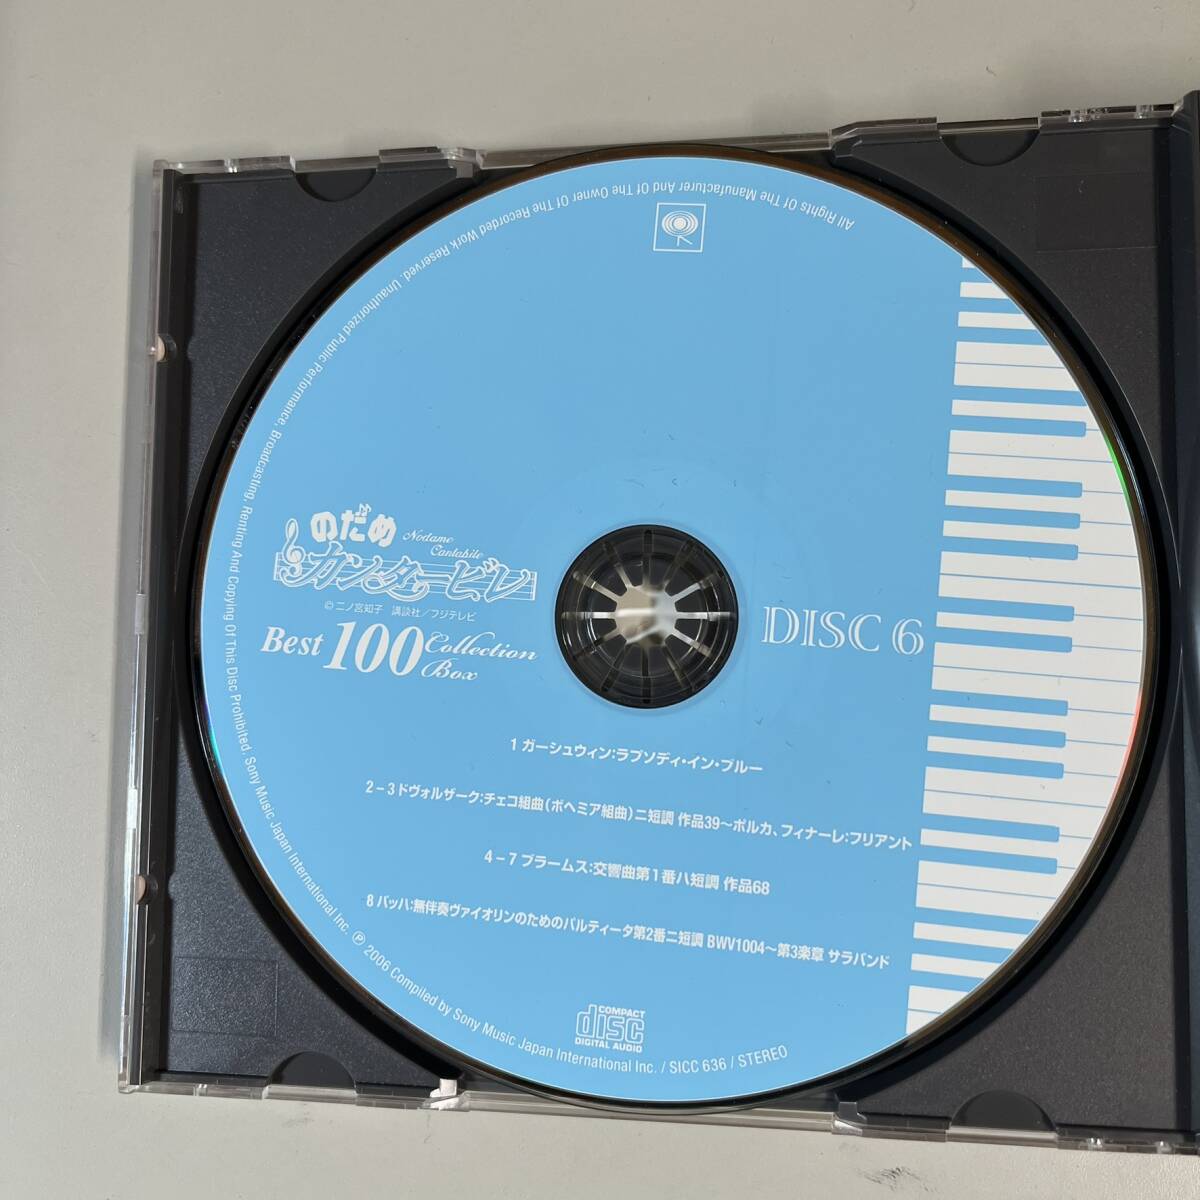 のだめ
Nodame
Cantabile
カンタービレ
© 二ノ宮知子 講談社／フジテレビ
Best 100 Collection Box
DISC 6
1 ガーシュウィン:ラプソディ・イン・ブルー
2－3 ドヴォルザーク:チェコ組曲(ボヘミア組曲)ニ短調 作品39〜ポルカ、フィナーレ:フリアント
4－7 ブラームス:交響曲第1番ハ短調 作品68
8 バッハ:無伴奏ヴァイオリンのためのパルティータ第2番ニ短調 BWV1004〜第3楽章 サラバンド
COMPACT
disc
DIGITAL AUDIO
All Rights Of The Manufacturer And Of The Owner Of The Recorded Work Reserved. Unauthorized Public Performance, Broadcasting, Renting And Copying Of This Disc Prohibited. Sony Music Japan International Inc. ℗ 2006 Compiled by Sony Music Japan International Inc. / SICC 636 / STEREO